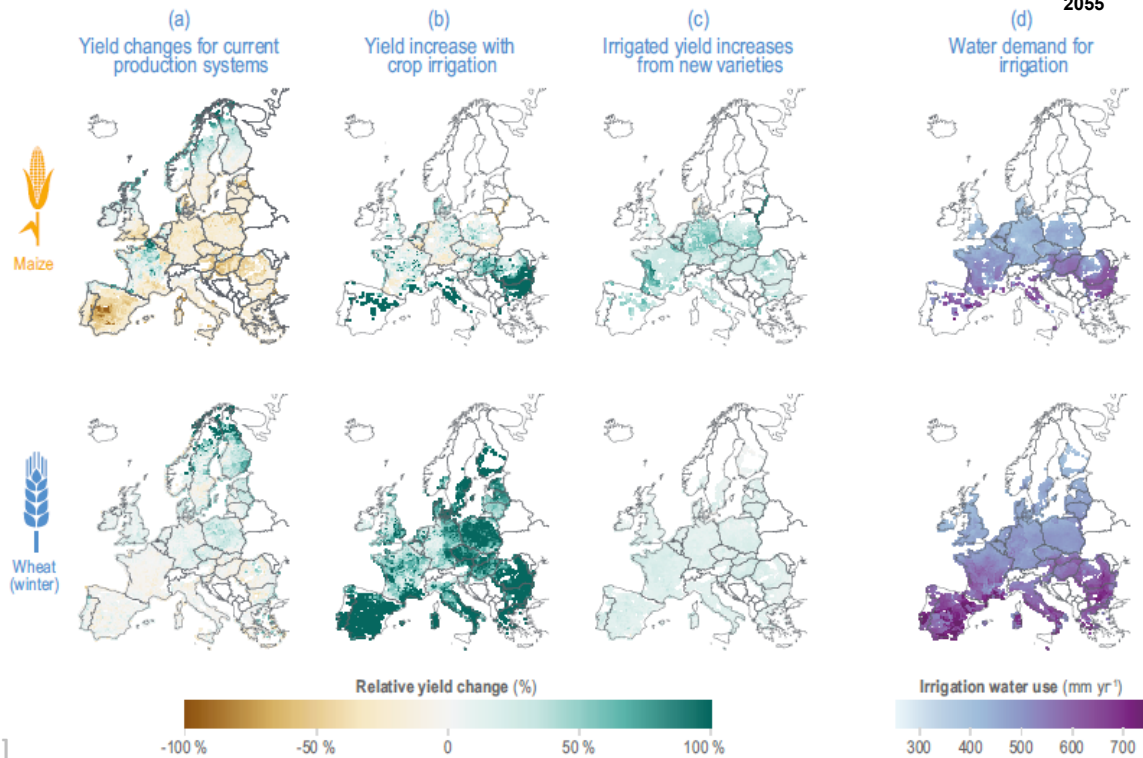 2055
(a)
Yield changes for current
production systems
(b)
Yield increase with
crop irrigation
(c)
Irrigated yield increases
from new varieties
(d)
Water demand for
irrigation
Maize
Wheat
(winter)
Relative yield change (%)
-100 %
-50 %
0
50 %
100 %
Irrigation water use (mm yr⁻¹)
300
400
500
600
700